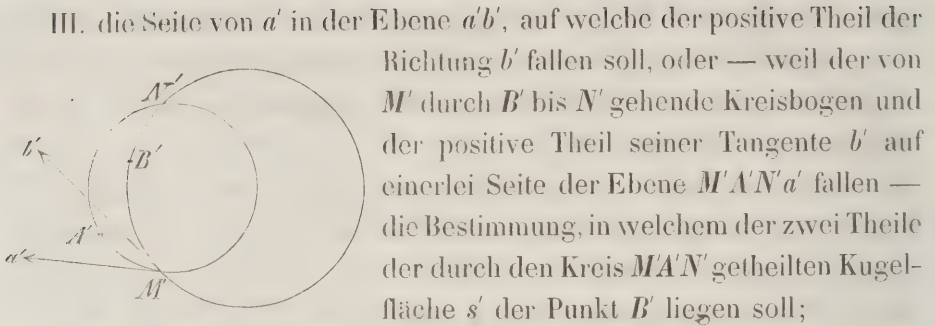 III. die Seite von a' in der Ebene a'b', auf welche der positive Theil der
Richtung b' fallen soll, oder — weil der von
M' durch B' bis N' gehende Kreisbogen und
der positive Theil seiner Tangente b' auf
einerlei Seite der Ebene M'A'N'a' fallen —
die Bestimmung, in welchem der zwei Theile
der durch den Kreis M'A'N' getheilten Kugel-
fläche s' der Punkt B' liegen soll;
N'
b'
B'
A'
a'
M'